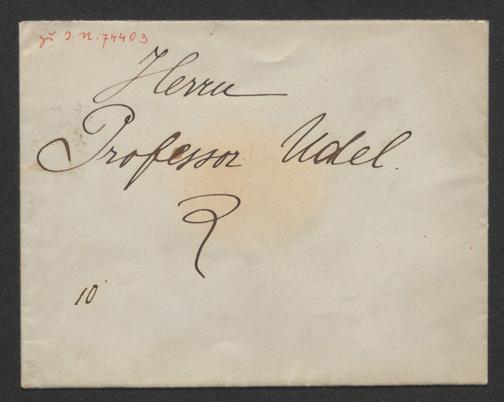 zu I.N. 74403
Herrn
Professor Udel.
10